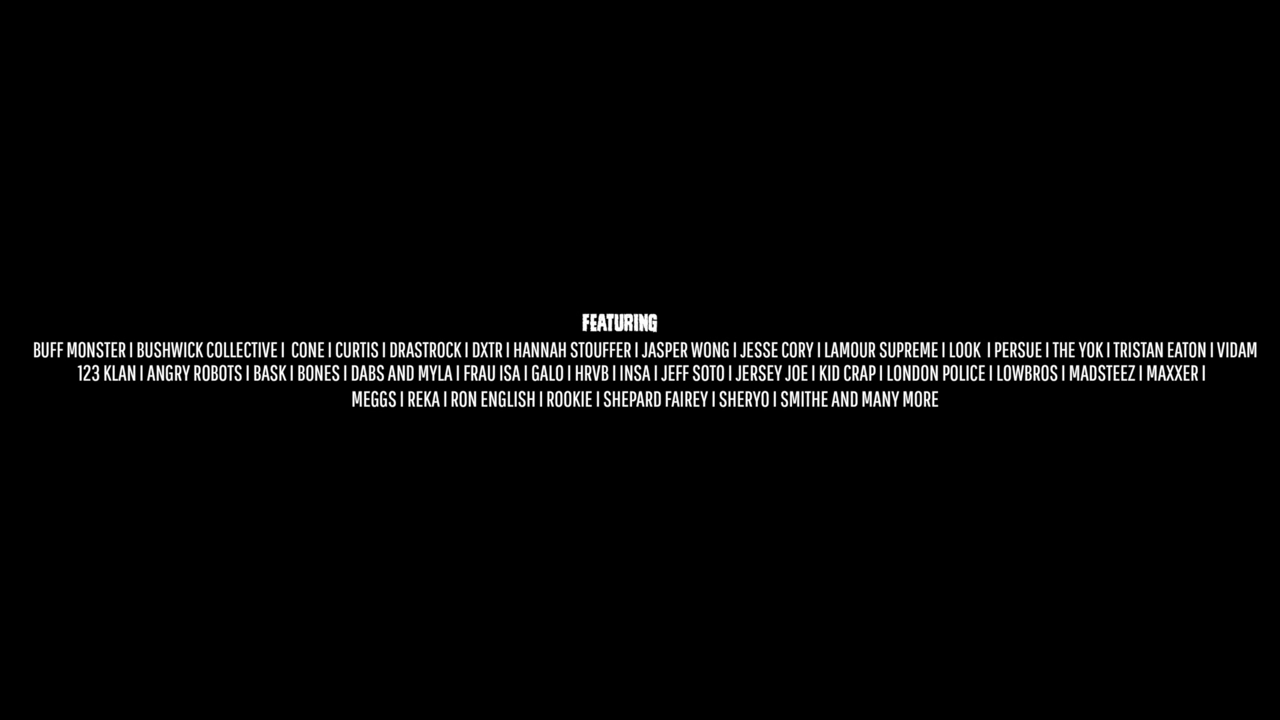 FEATURING
BUFF MONSTER I BUSHWICK COLLECTIVE I CONE I CURTIS I DRASTROCK I DXTR I HANNAH STOUFFER I JASPER WONG I JESSE CORY I LAMOUR SUPREME I LOOK I PERSUE I THE YOK I TRISTAN EATON I VIDAM
123 KLAN I ANGRY ROBOTS I BASK I BONES I DABS AND MYLA I FRAU ISA I GALO I HRVB I INSA I JEFF SOTO I JERSEY JOE I KID CRAP I LONDON POLICE I LOWBROS I MADSTEEZ I MAXXER I
MEGGS I REKA I RON ENGLISH I ROOKIE I SHEPARD FAIREY I SHERYO I SMITHE AND MANY MORE